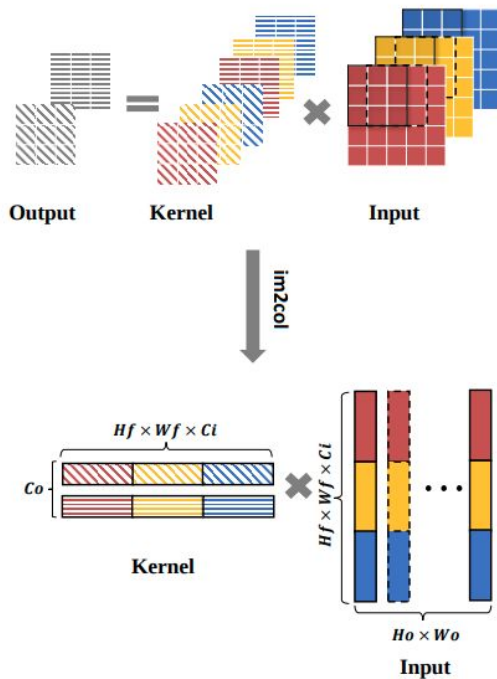 Output
Kernel
Input
im2col
Hf × Wf × Ci
Co
Kernel
Hf × Wf × Ci
Ho × Wo
Input